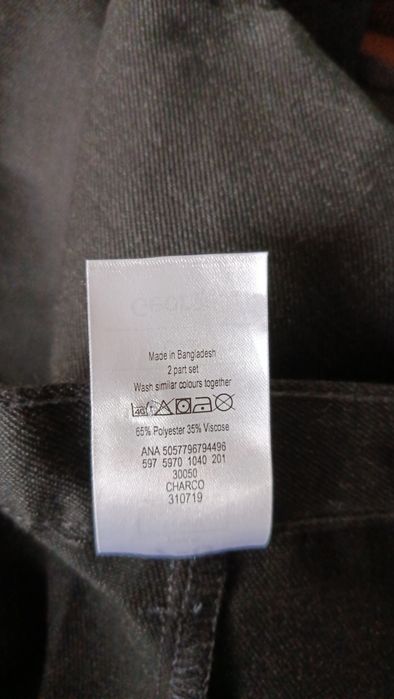 Made in Bangladesh
2 part set
Wash similar colours together
40
65% Polyester 35% Viscose
ANA 5057796794496
597 5970 1040 201
30050
CHARCO
310719